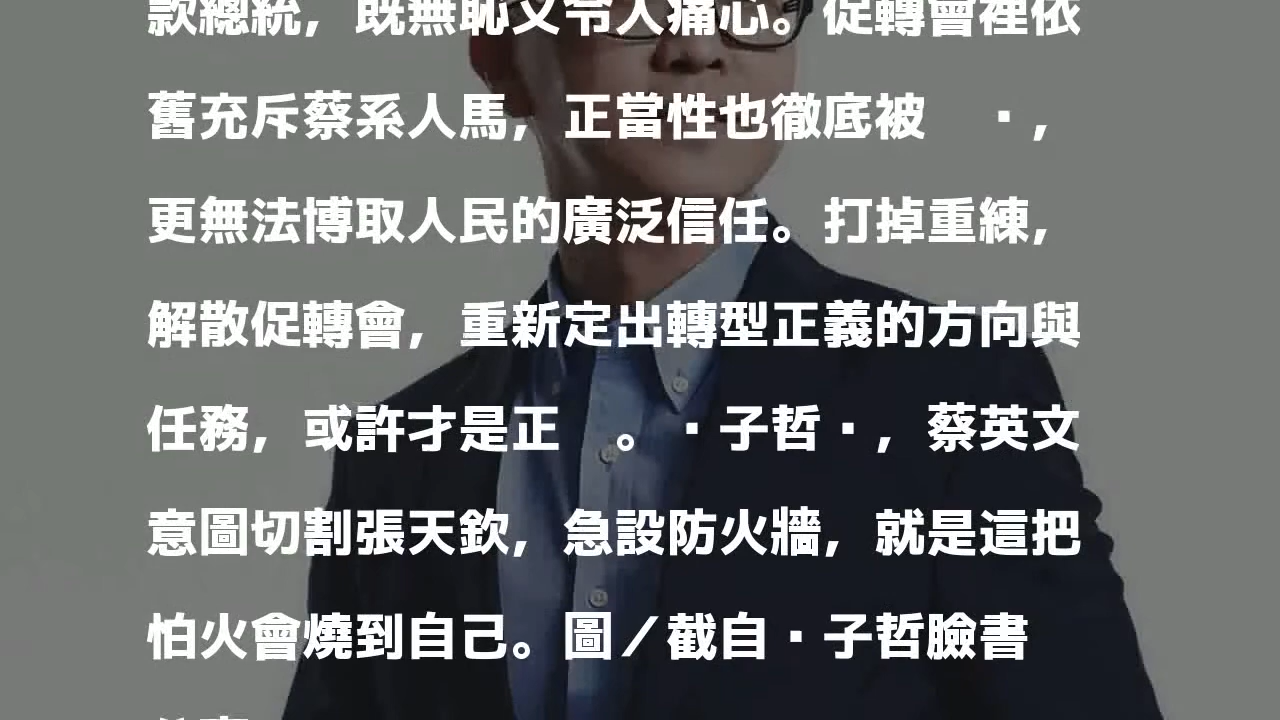 款總統，既無恥又令人痛心。促轉會裡依
舊充斥蔡系人馬，正當性也徹底被 ▪，
更無法博取人民的廣泛信任。打掉重練，
解散促轉會，重新定出轉型正義的方向與
任務，或許才是正 。▪子哲▪，蔡英文
意圖切割張天欽，急設防火牆，就是這把
怕火會燒到自己。圖／截自▪子哲臉書